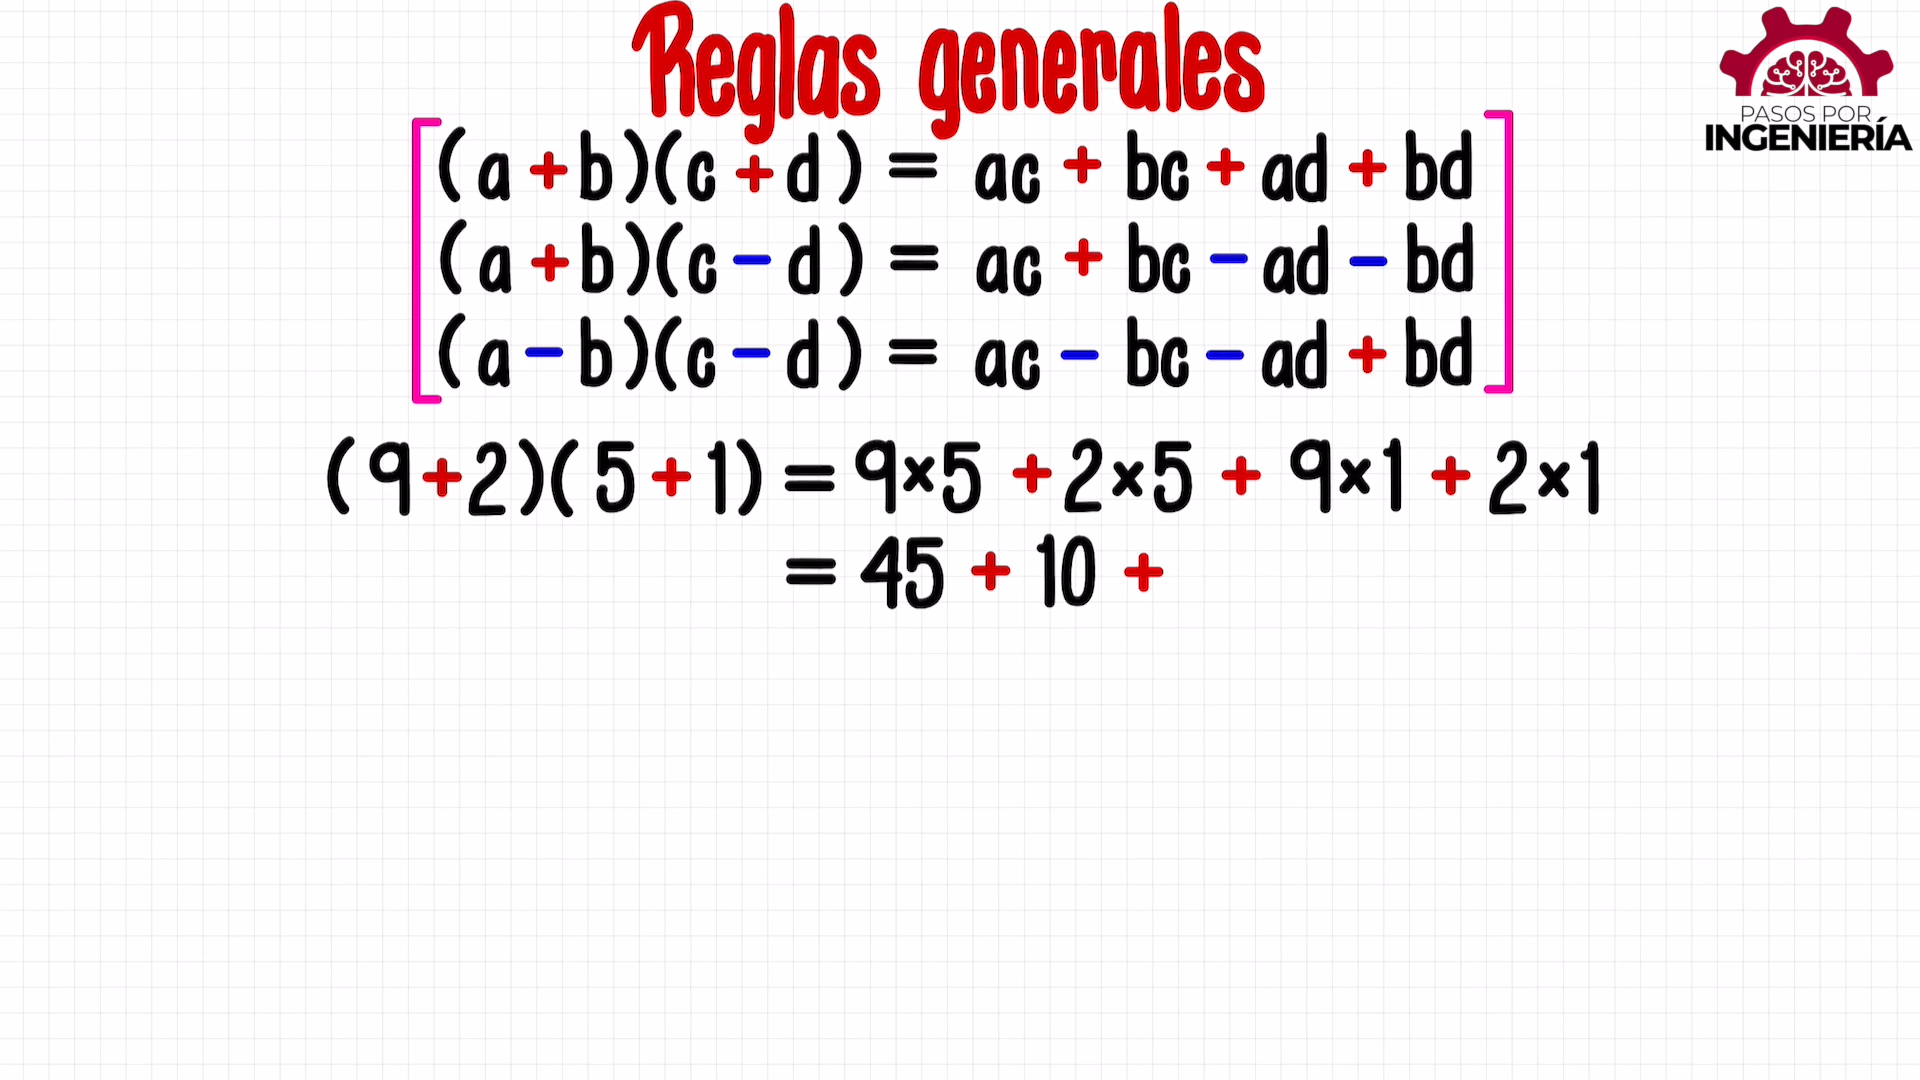 Reglas generales
PASOS POR
INGENIERÍA
(a + b)(c + d) = ac + bc + ad + bd
(a + b)(c - d) = ac + bc - ad - bd
(a - b)(c - d) = ac - bc - ad + bd
(9+2)(5+1) = 9×5 + 2×5 + 9×1 + 2×1
= 45 + 10 +